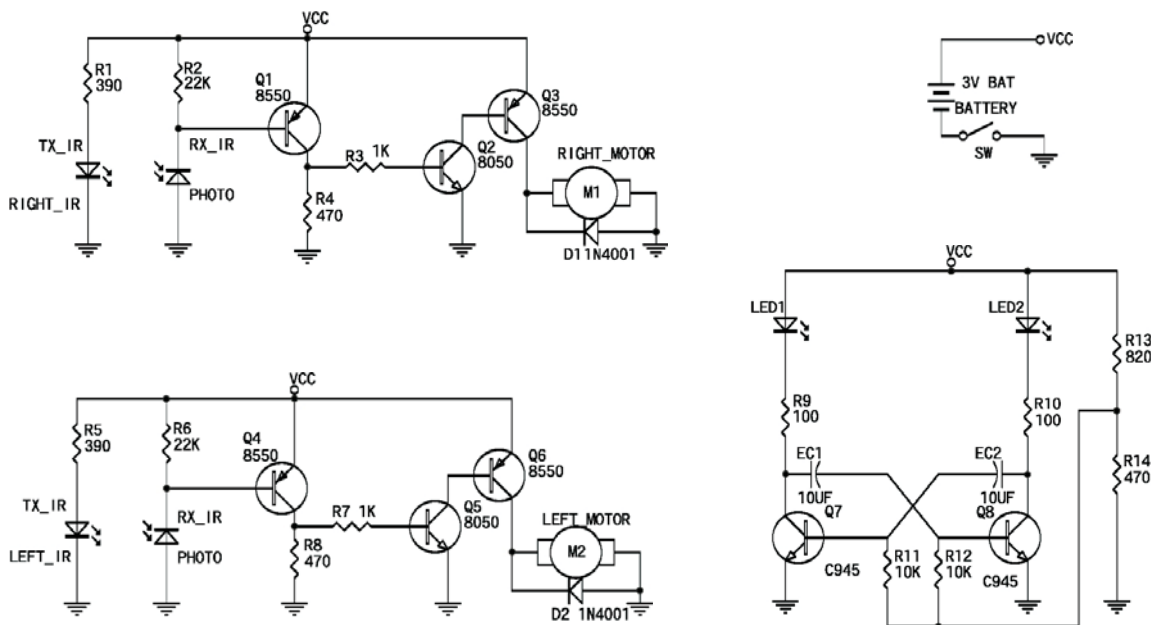 VCC
R1
390
R2
22K
Q1
8550
Q3
8550
TX_IR
RX_IR
R3 1K
Q2
8050
RIGHT_MOTOR
M1
RIGHT_IR
PHOTO
R4
470
D11N4001
VCC
3V BAT
BATTERY
SW
VCC
R5
390
R6
22K
Q4
8550
Q6
8550
TX_IR
RX_IR
R7 1K
Q5
8050
LEFT_MOTOR
M2
LEFT_IR
PHOTO
R8
470
D2 1N4001
VCC
LED1
LED2
R13
820
R9
100
R10
100
EC1
10UF
EC2
10UF
R14
470
Q7
Q8
C945
R11
10K
R12
10K
C945